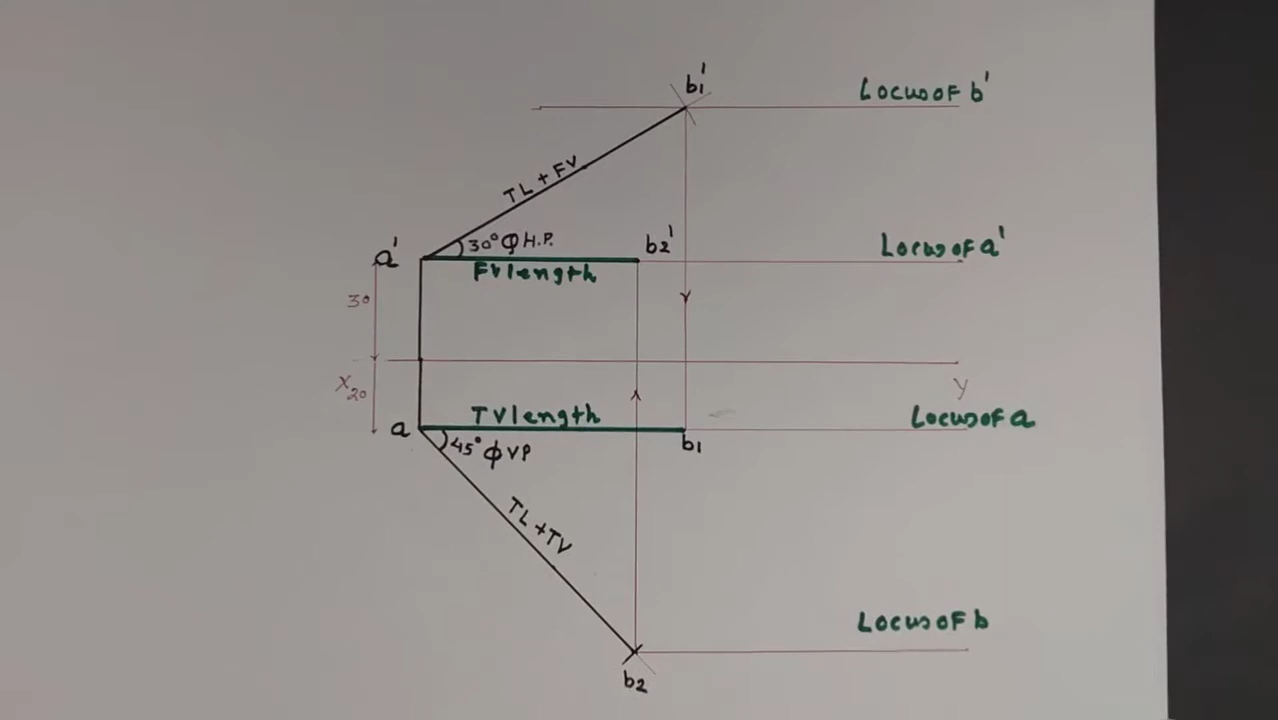 b1'
Locus of b'
TL + FV
a'
30° Φ H.P.
b2'
Locus of a'
FV length
30
X
20
y
TV length
Locus of a
a
45° Φ VP
b1
TL + TV
Locus of b
b2